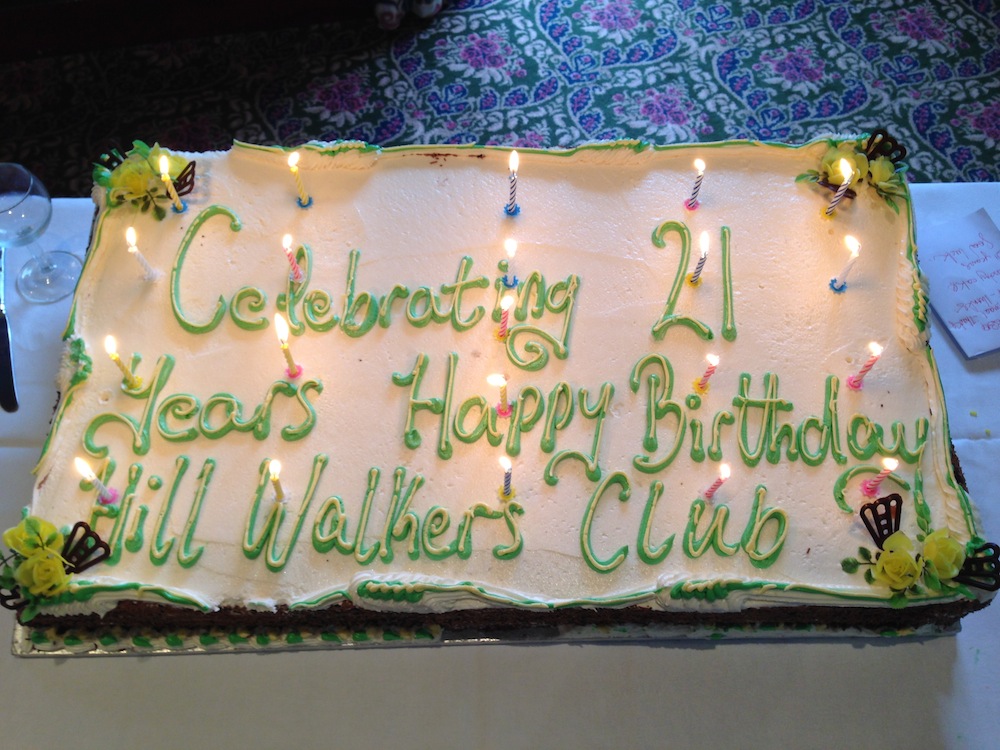 Celebrating 21
Years Happy Birthday
Hill Walkers Club